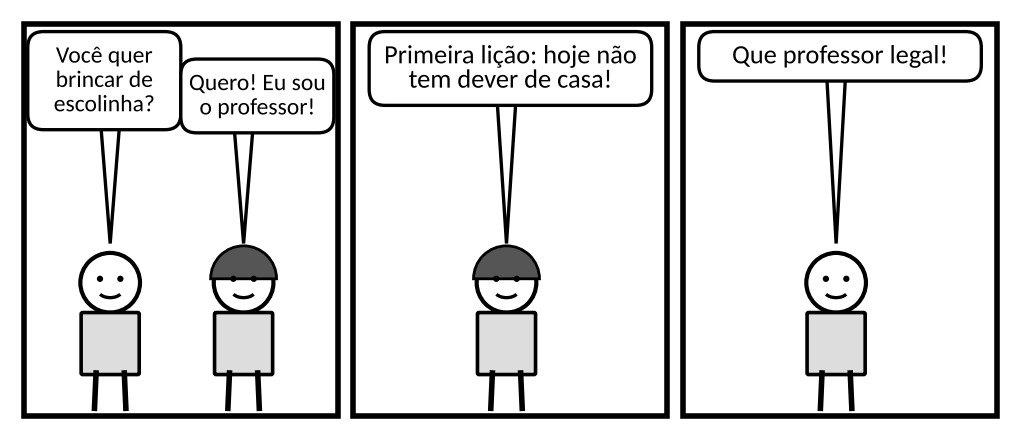 Você quer
brincar de
escolinha?
Quero! Eu sou
o professor!
Primeira lição: hoje não
tem dever de casa!
Que professor legal!